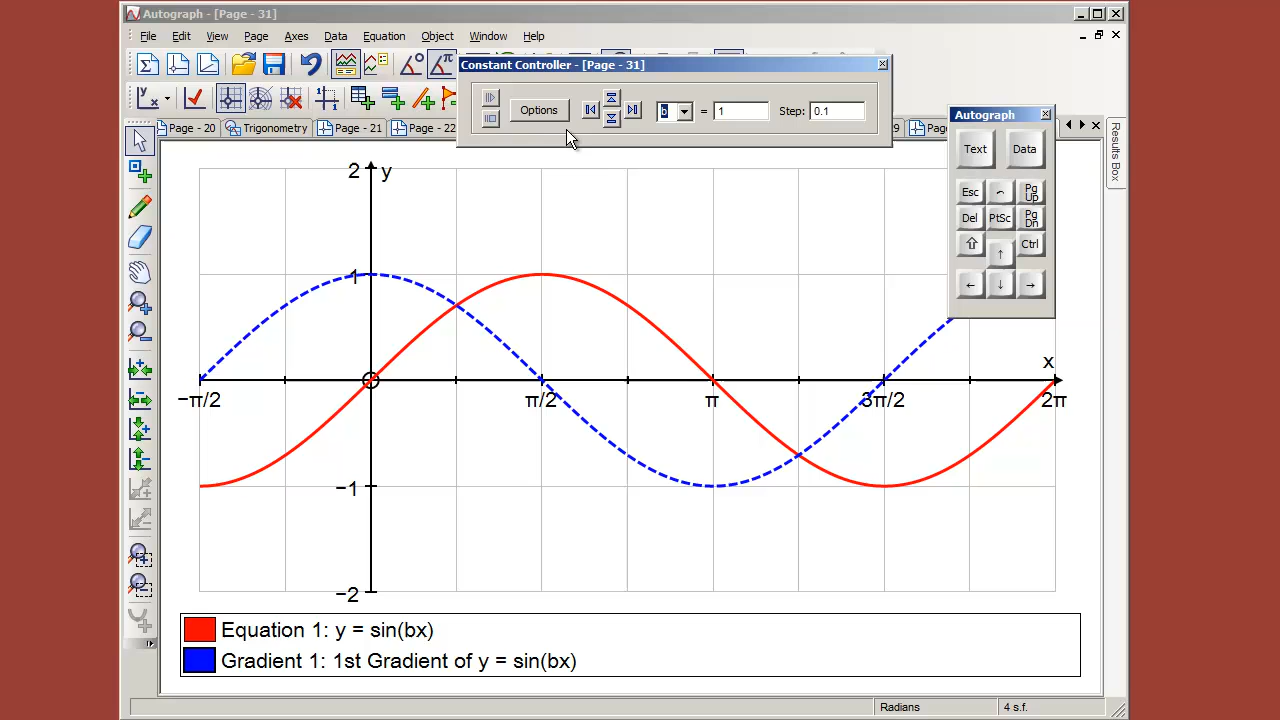 Autograph - [Page - 31]
File Edit View Page Axes Data Equation Object Window Help
Constant Controller - [Page - 31]
Options
b = 1 Step: 0.1
Page - 20 Trigonometry Page - 21 Page - 22
Autograph
Text Data
Esc Pg Up
Del PtSc Pg Dn
Ctrl
Results Box
2 y
1
x
−π/2 π/2 π 3π/2 2π
−1
−2
Equation 1: y = sin(bx)
Gradient 1: 1st Gradient of y = sin(bx)
Radians 4 s.f.